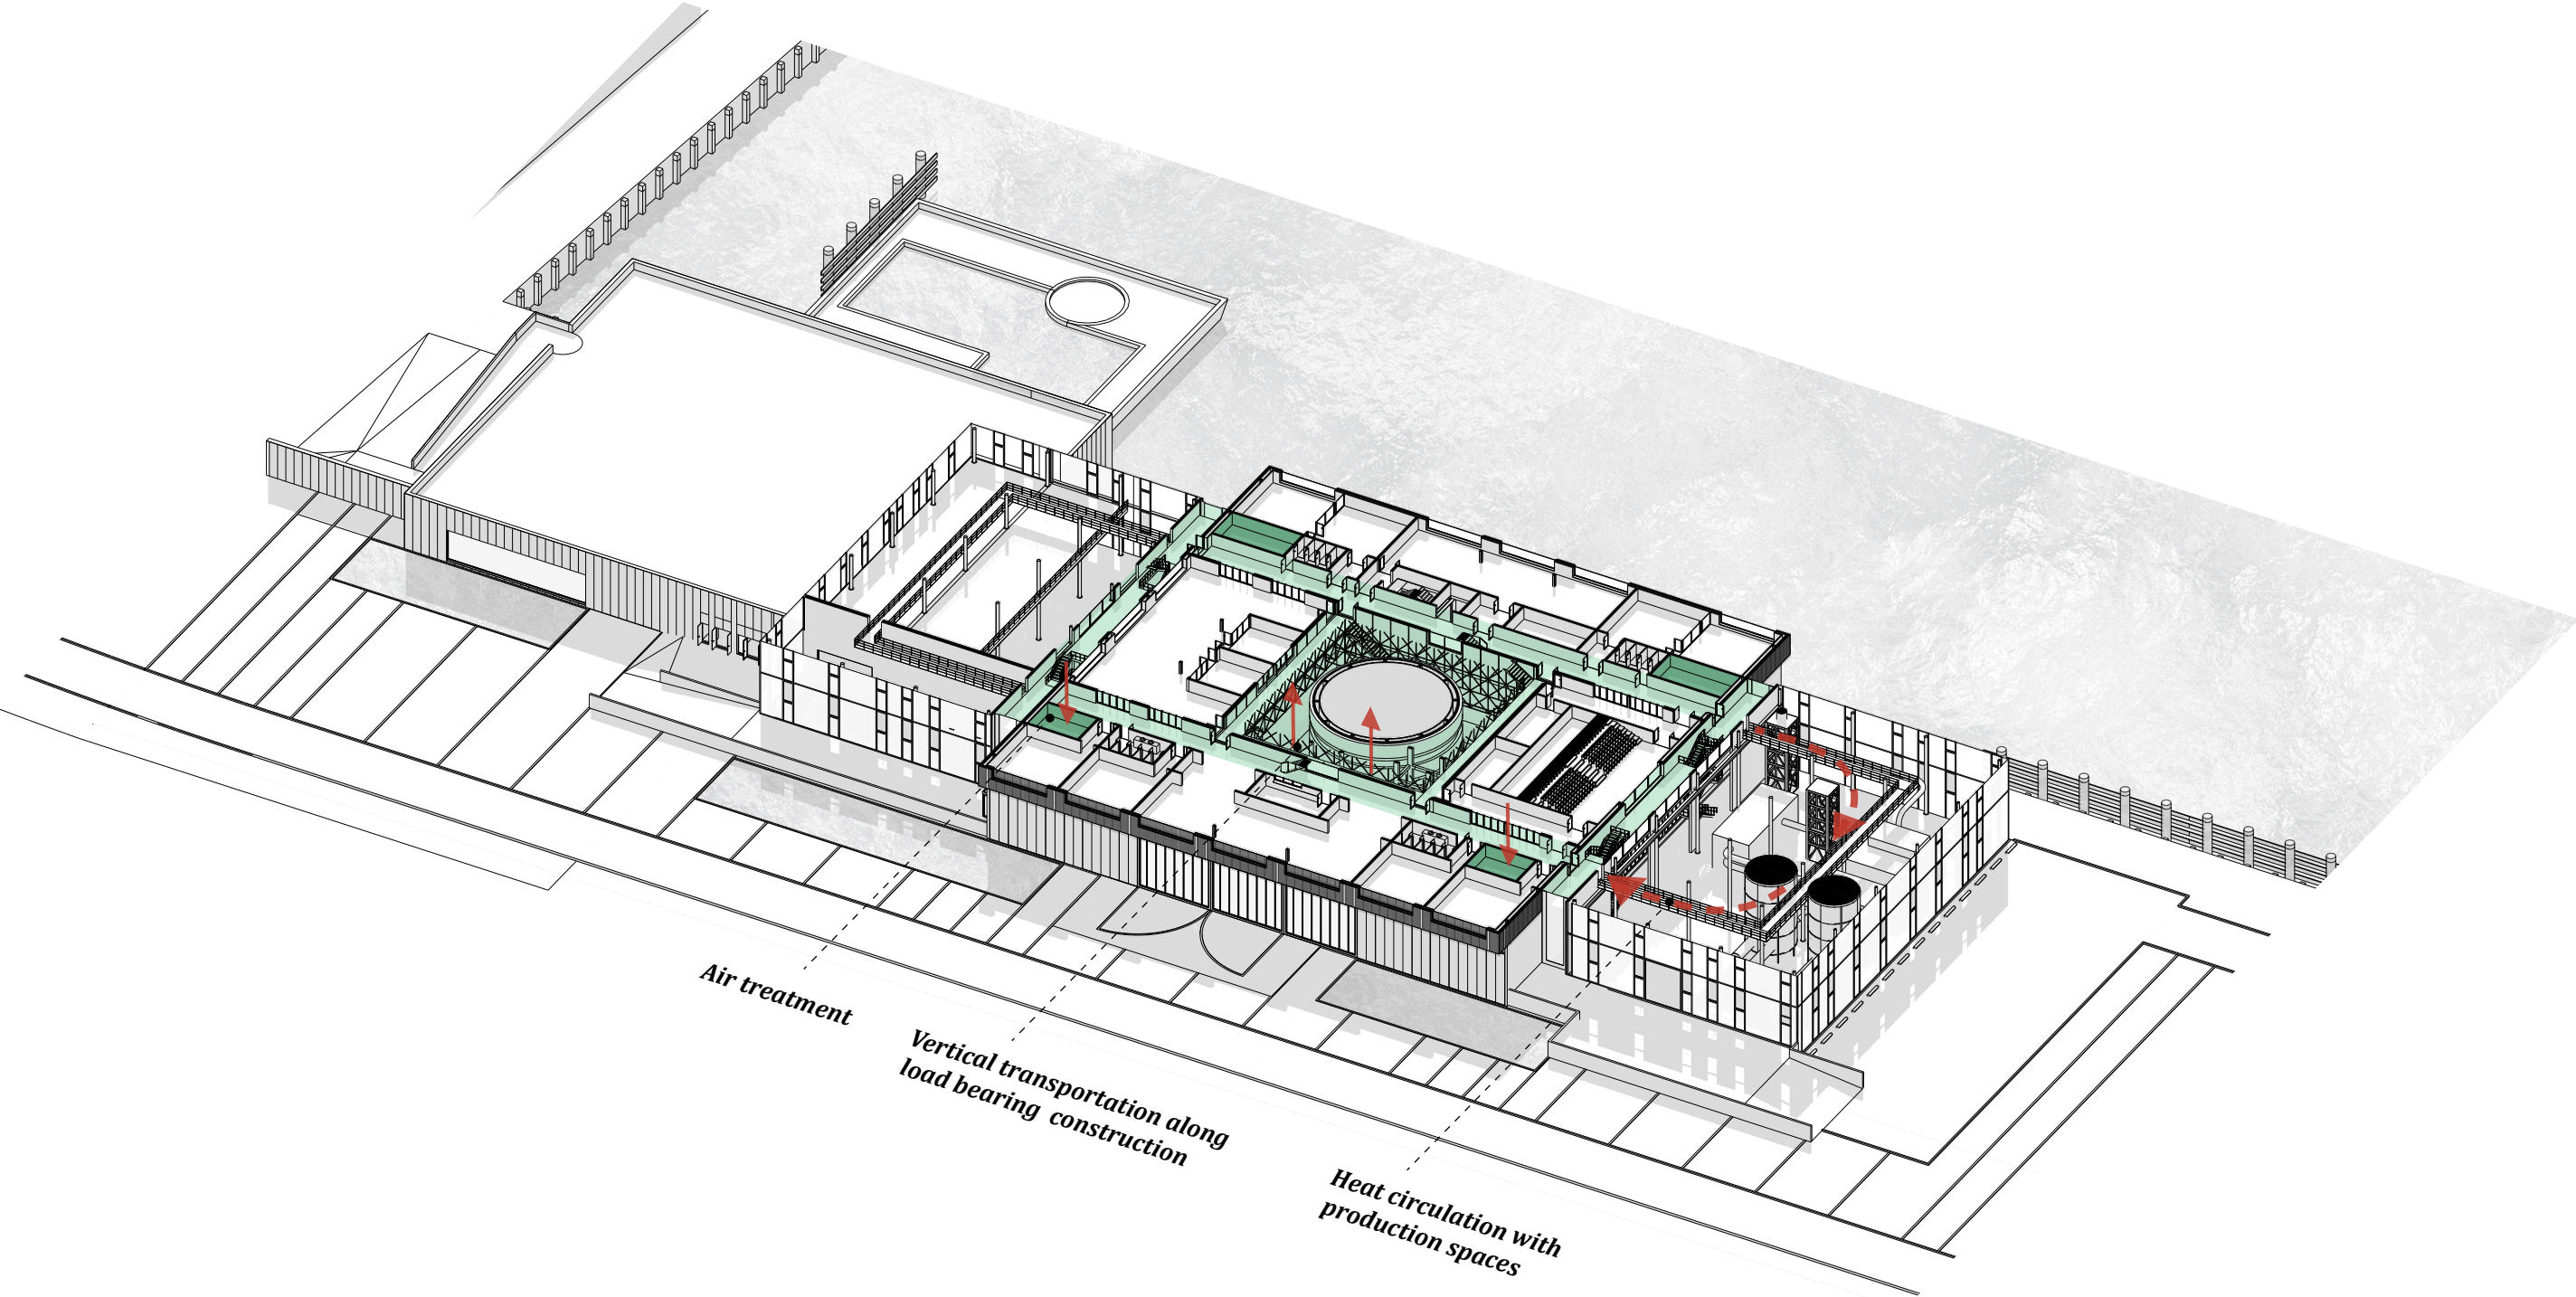 Air treatment
Vertical transportation along
load bearing construction
Heat circulation with
production spaces